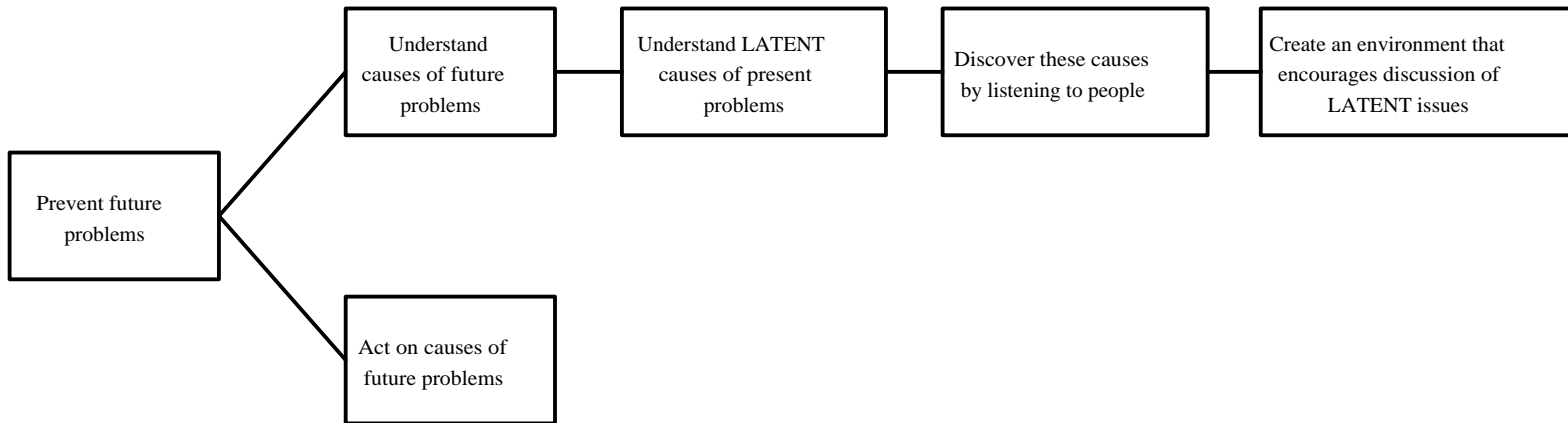 Understand
causes of future
problems
Understand LATENT
causes of present
problems
Discover these causes
by listening to people
Create an environment that
encourages discussion of
LATENT issues
Prevent future
problems
Act on causes of
future problems